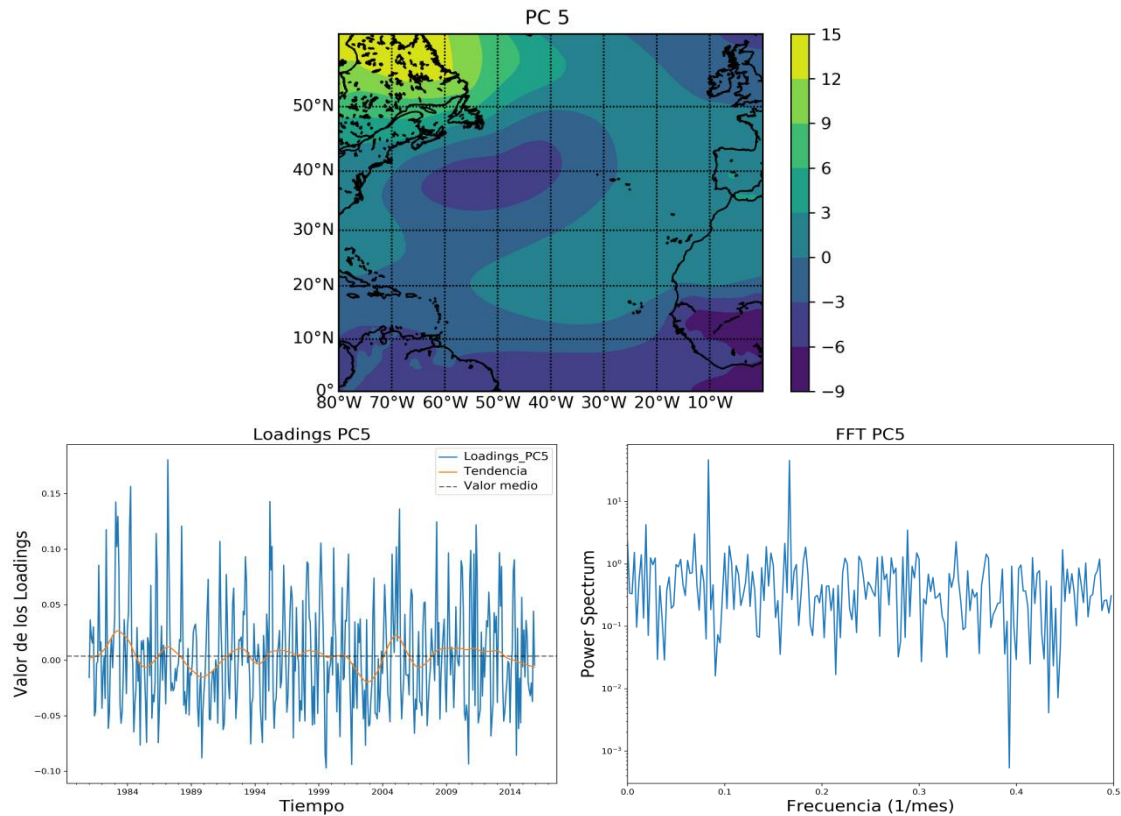 PC 5
50°N
40°N
30°N
20°N
10°N
0°
80°W 70°W 60°W 50°W 40°W 30°W 20°W 10°W
15
12
9
6
3
0
−3
−6
−9
Loadings PC5
Valor de los Loadings
0.15
0.10
0.05
0.00
−0.05
−0.10
Loadings_PC5
Tendencia
Valor medio
1984 1989 1994 1999 2004 2009 2014
Tiempo
FFT PC5
Power Spectrum
10¹
10⁰
10⁻¹
10⁻²
10⁻³
0.0 0.1 0.2 0.3 0.4 0.5
Frecuencia (1/mes)